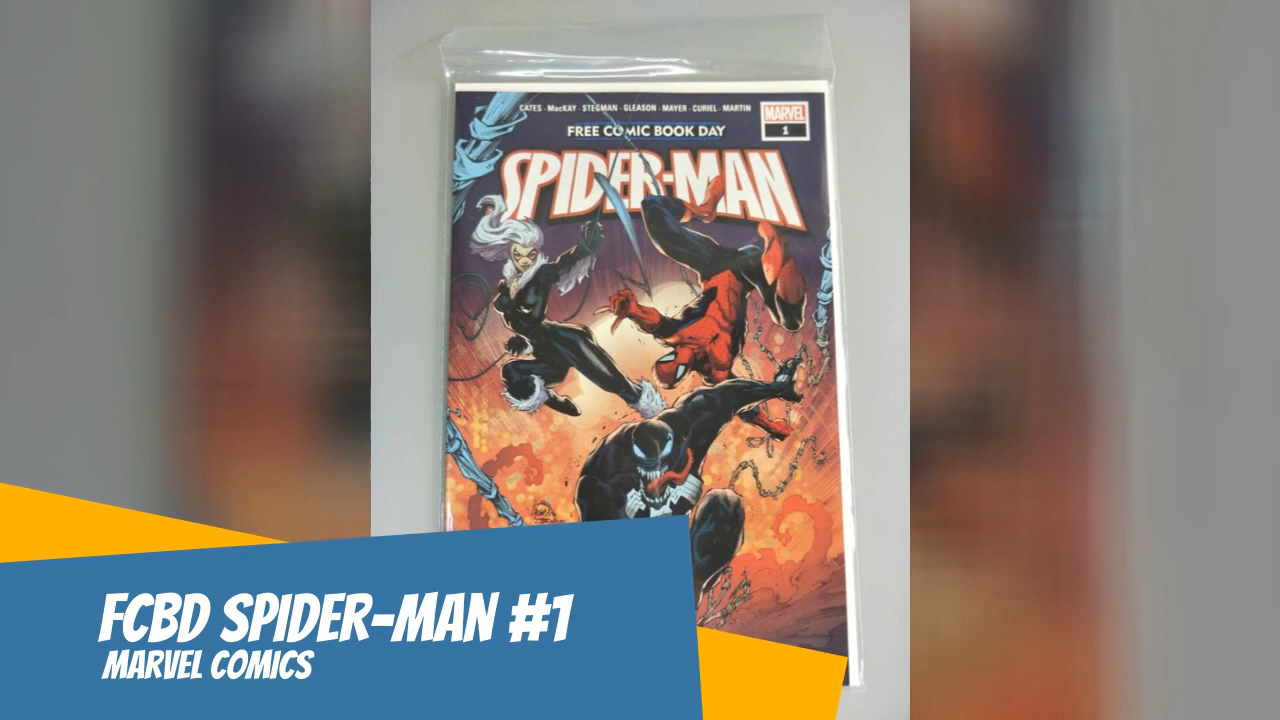 CATES · MacKAY · STEGMAN · GLEASON · MAYER · CURIEL · MARTIN
MARVEL
1
FREE COMIC BOOK DAY
SPIDER-MAN
FCBD SPIDER-MAN #1
MARVEL COMICS